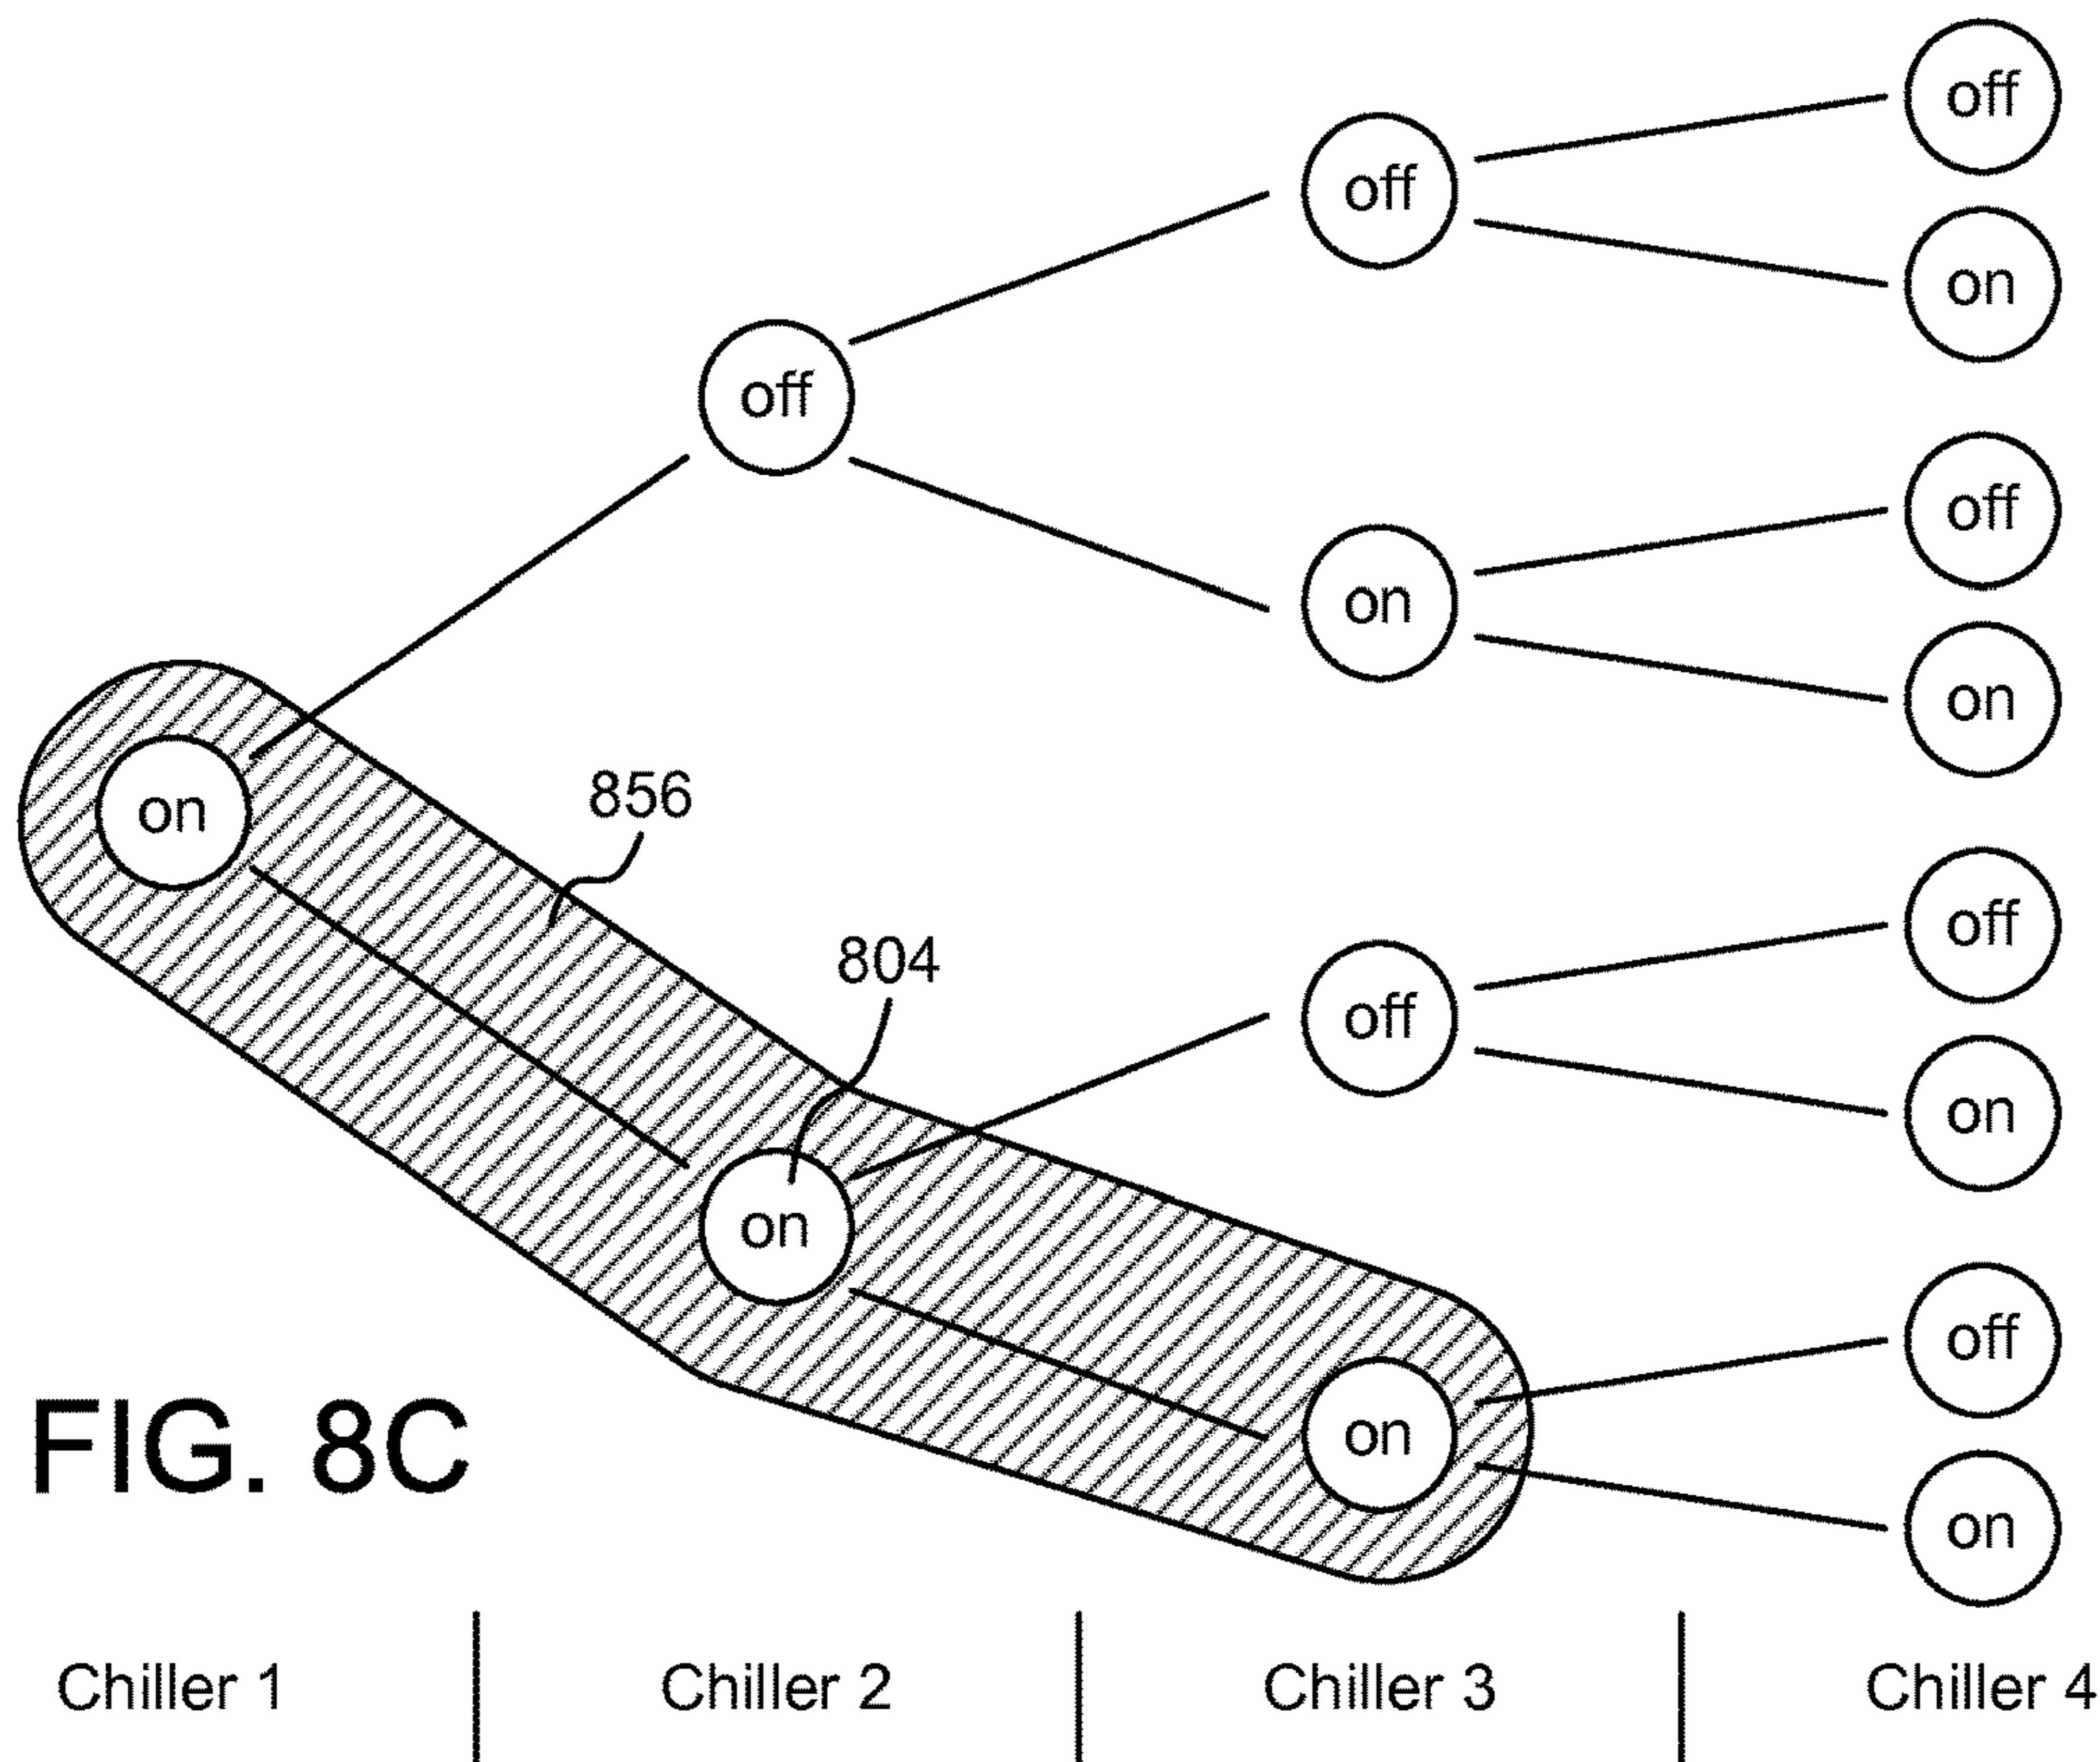 off
off
on
off
off
on
on
on
856
804
off
off
on
on
off
on
on
FIG. 8C
Chiller 1
Chiller 2
Chiller 3
Chiller 4